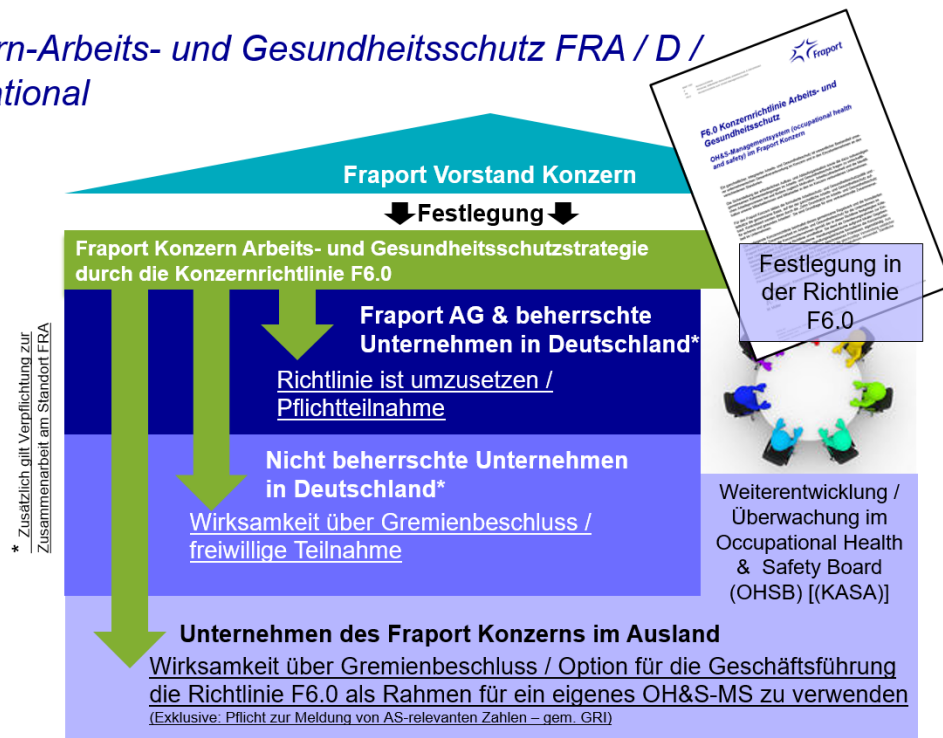 rn-Arbeits- und Gesundheitsschutz FRA / D /
ational
Fraport
F6.0 Konzernrichtlinie Arbeits- und
Gesundheitsschutz
OH&S-Managementsystem (occupational health
and safety) im Fraport Konzern
Fraport Vorstand Konzern
Festlegung
Fraport Konzern Arbeits- und Gesundheitsschutzstrategie
durch die Konzernrichtlinie F6.0
Festlegung in
der Richtlinie
F6.0
Fraport AG & beherrschte
Unternehmen in Deutschland*
Richtlinie ist umzusetzen /
Pflichtteilnahme
Nicht beherrschte Unternehmen
in Deutschland*
Wirksamkeit über Gremienbeschluss /
freiwillige Teilnahme
Weiterentwicklung /
Überwachung im
Occupational Health
& Safety Board
(OHSB) [(KASA)]
Unternehmen des Fraport Konzerns im Ausland
Wirksamkeit über Gremienbeschluss / Option für die Geschäftsführung
die Richtlinie F6.0 als Rahmen für ein eigenes OH&S-MS zu verwenden
(Exklusive: Pflicht zur Meldung von AS-relevanten Zahlen – gem. GRI)
* Zusätzlich gilt Verpflichtung zur
Zusammenarbeit am Standort FRA